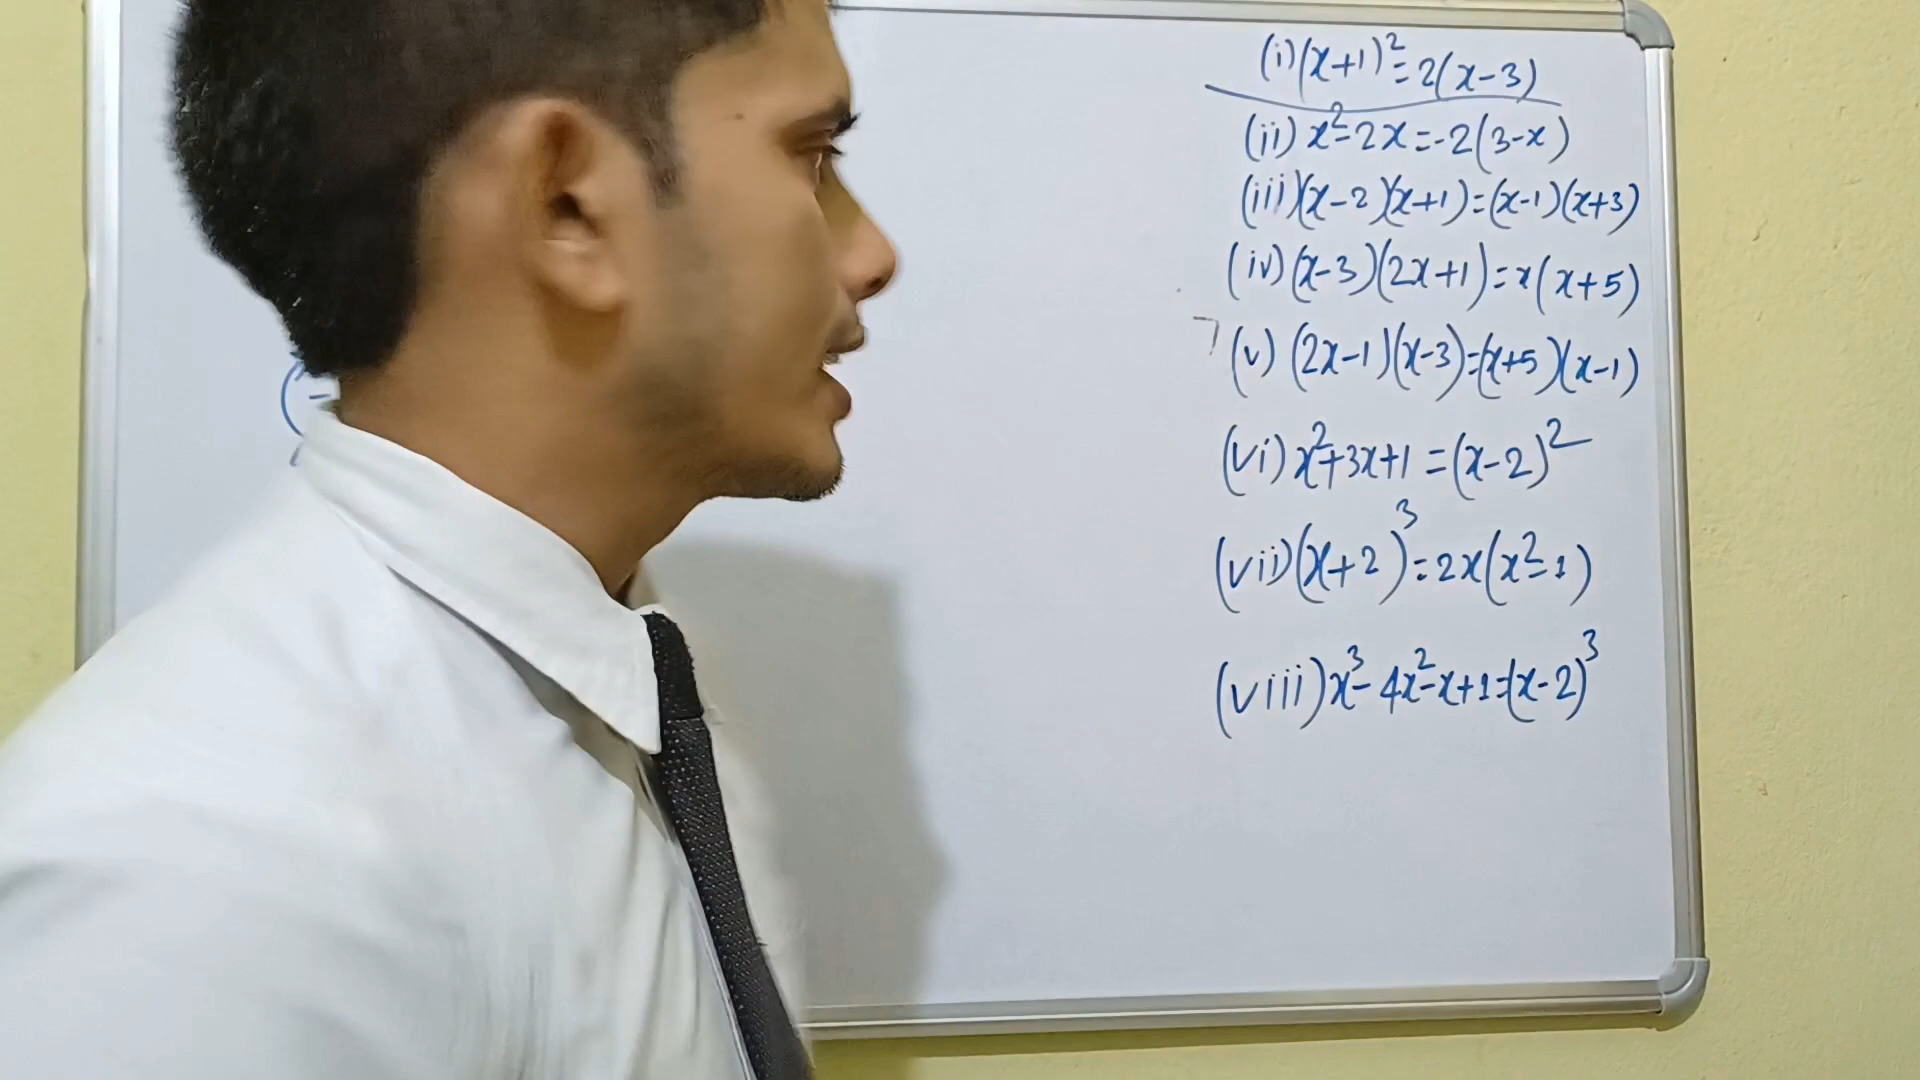 (i) (x+1)²=2(x-3)
(ii) x²-2x=-2(3-x)
(iii) (x-2)(x+1)=(x-1)(x+3)
(iv) (x-3)(2x+1)=x(x+5)
(v) (2x-1)(x-3)=(x+5)(x-1)
(vi) x²+3x+1=(x-2)²
(vii) (x+2)³=2x(x²-1)
(viii) x³-4x²-x+1=(x-2)³